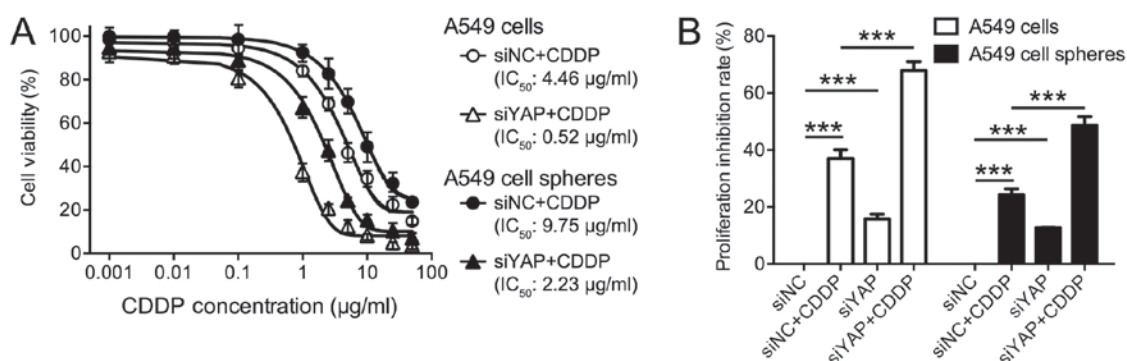 A
Cell viability (%)
100
80
60
40
20
0
0.001 0.01 0.1 1 10 100
CDDP concentration (μg/ml)
A549 cells
siNC+CDDP
(IC50: 4.46 μg/ml)
siYAP+CDDP
(IC50: 0.52 μg/ml)
A549 cell spheres
siNC+CDDP
(IC50: 9.75 μg/ml)
siYAP+CDDP
(IC50: 2.23 μg/ml)
B
Proliferation inhibition rate (%)
80
60
40
20
0
A549 cells
A549 cell spheres
***
***
***
***
***
***
siNC
siNC+CDDP
siYAP
siYAP+CDDP
siNC
siNC+CDDP
siYAP
siYAP+CDDP